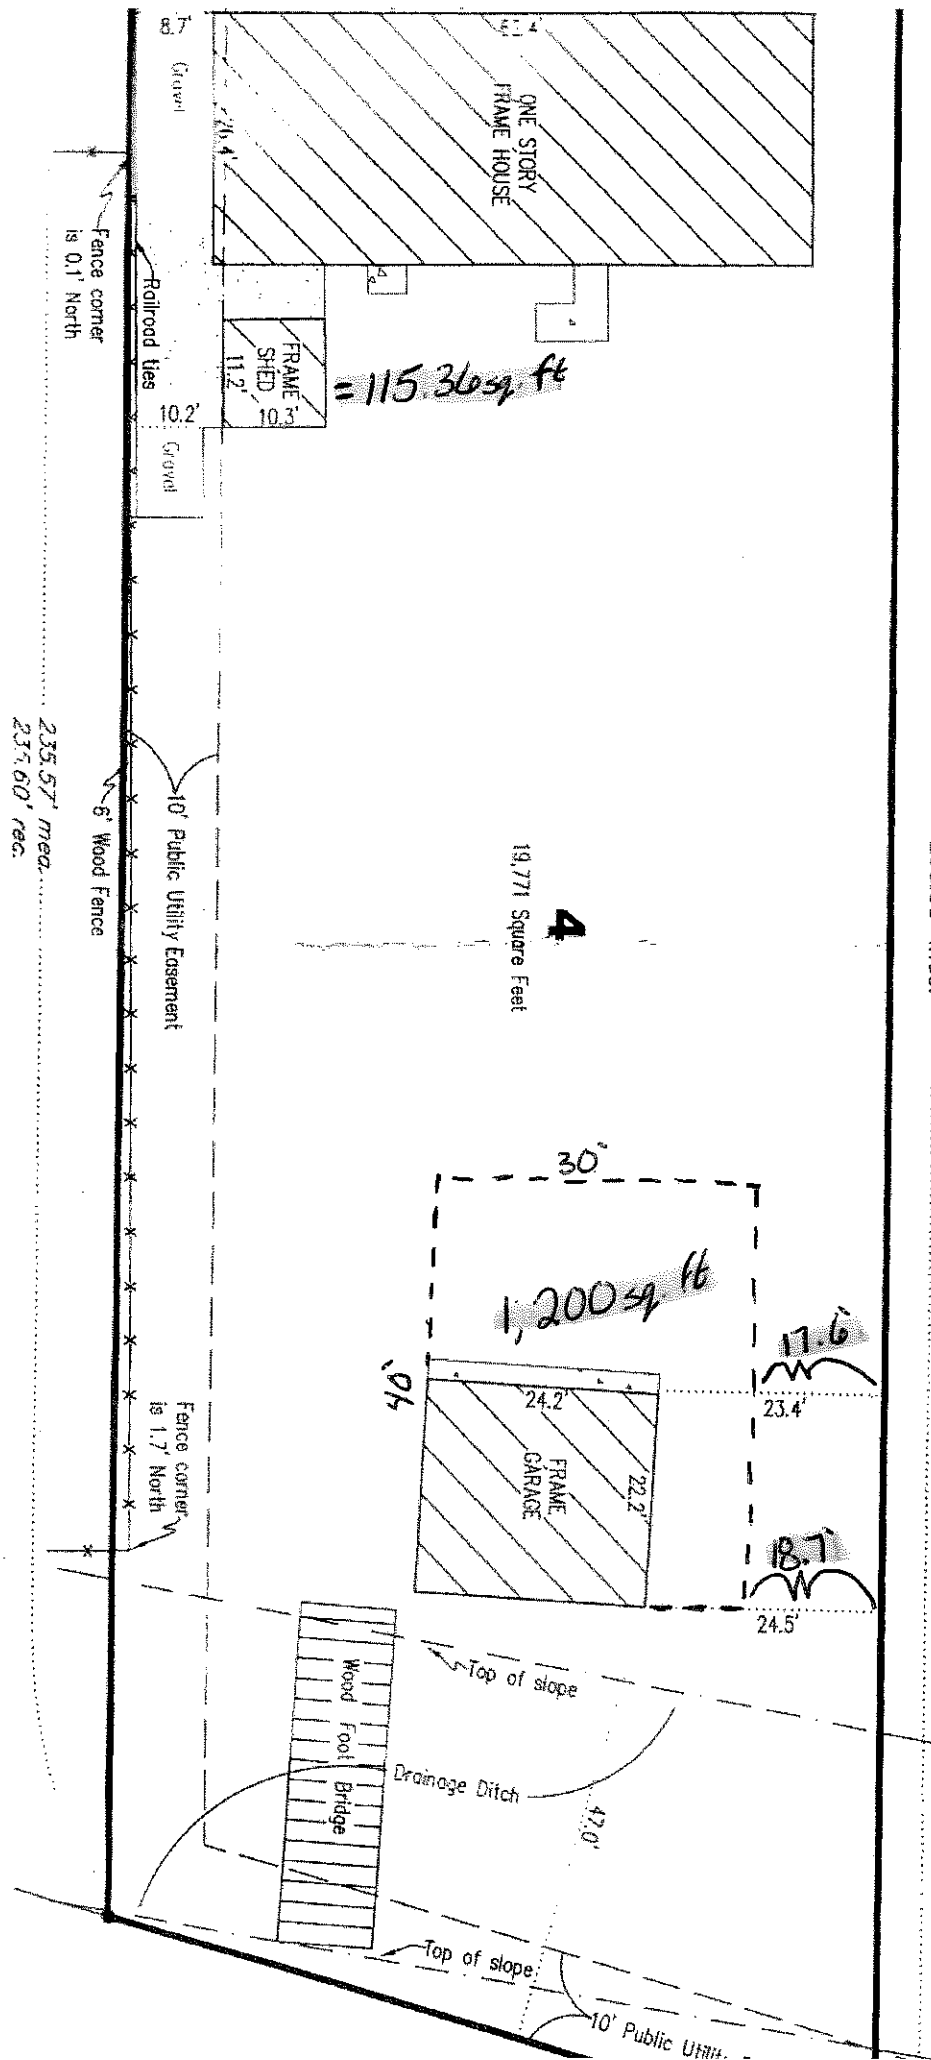 8.7'
Gravel
26.4'
ONE STORY
FRAME HOUSE
Fence corner
is 0.1' North
Railroad ties
10.2'
Gravel
FRAME
SHED
11.2'
10.3'
= 115.36 sq. ft
235.57' mea.
235.60' rec.
6' Wood Fence
10' Public Utility Easement
4
19,771 Square Feet
30'
1,200 sq. ft
40'
17.6'
23.4'
24.2'
22.2'
FRAME
GARAGE
18.7'
24.5'
Fence corner
is 1.7' North
Top of slope
Wood Foot Bridge
Drainage Ditch
47.0'
Top of slope
10' Public Utility